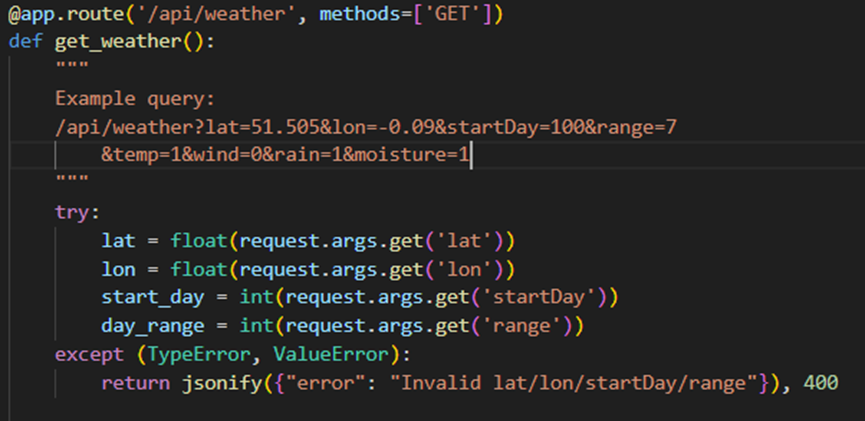 @app.route('/api/weather', methods=['GET'])
def get_weather():
    """
    Example query:
    /api/weather?lat=51.505&lon=-0.09&startDay=100&range=7
        &temp=1&wind=0&rain=1&moisture=1
    """
    try:
        lat = float(request.args.get('lat'))
        lon = float(request.args.get('lon'))
        start_day = int(request.args.get('startDay'))
        day_range = int(request.args.get('range'))
    except (TypeError, ValueError):
        return jsonify({"error": "Invalid lat/lon/startDay/range"}), 400